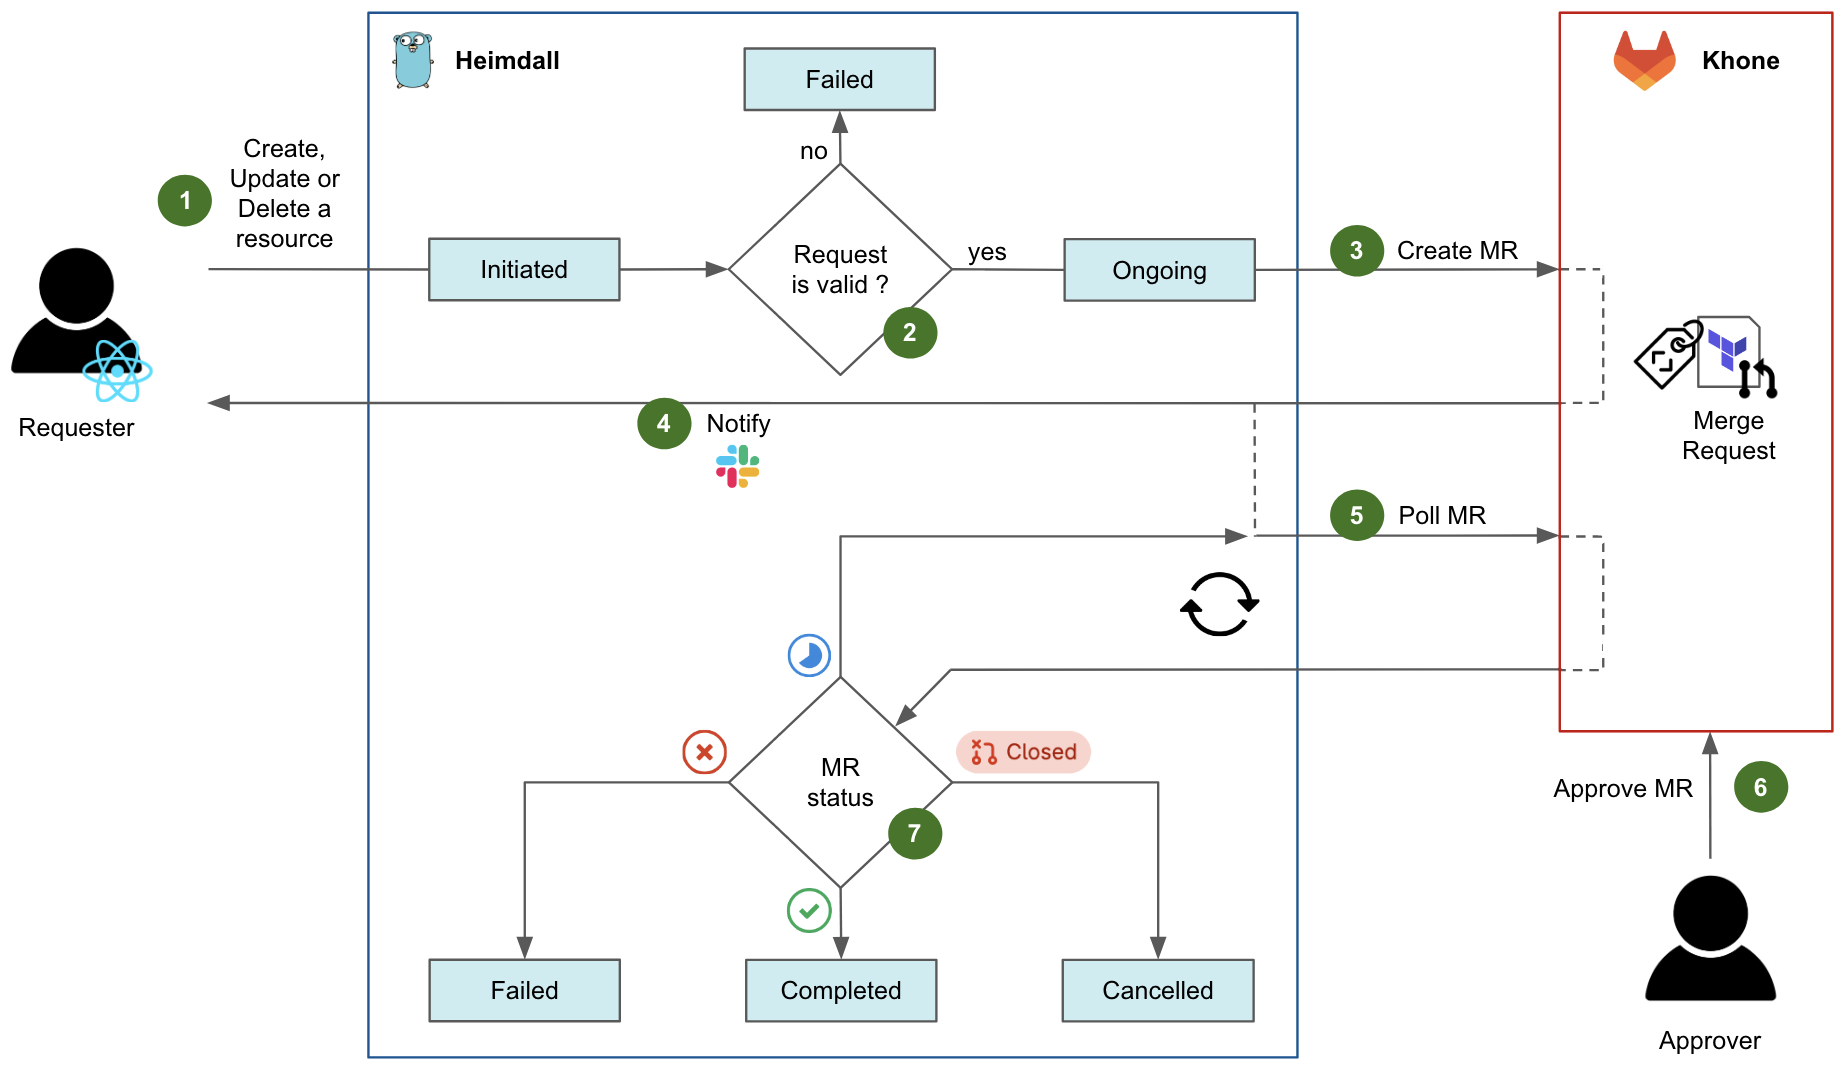 Heimdall
Failed
Khone
no
Create,
Update or
Delete a
resource
1
Initiated
Request
is valid ?
2
yes
Ongoing
3
Create MR
Requester
4
Notify
Merge
Request
5
Poll MR
Closed
MR
status
7
Approve MR
6
Failed
Completed
Cancelled
Approver